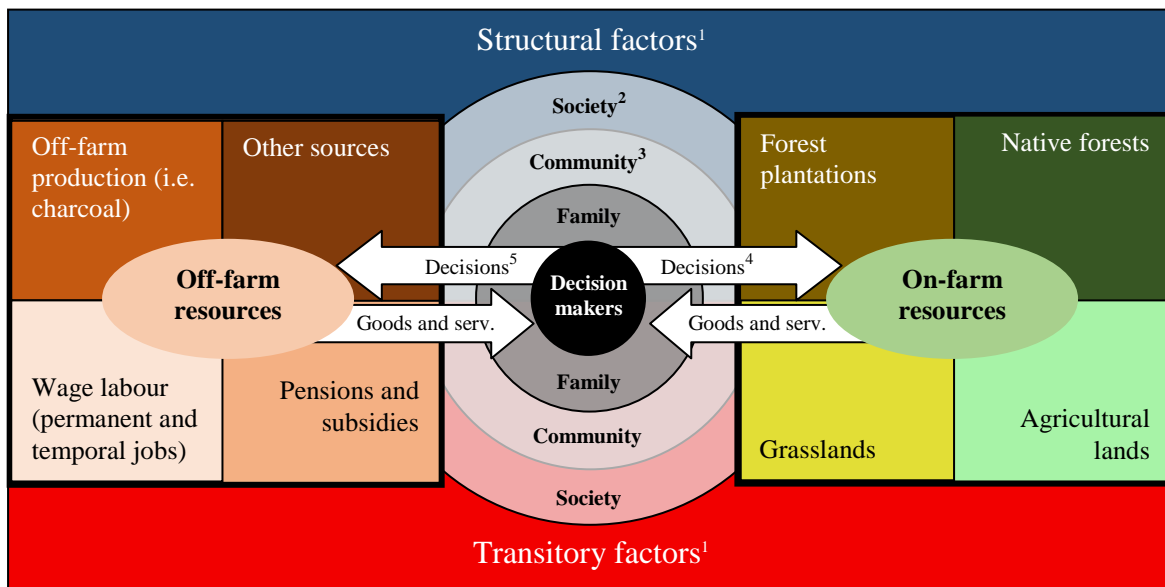 Structural factors¹
Society²
Community³
Family
Off-farm
production (i.e.
charcoal)
Other sources
Forest
plantations
Native forests
Off-farm
resources
Decisions⁵
Decision
makers
Decisions⁴
On-farm
resources
Goods and serv.
Goods and serv.
Wage labour
(permanent and
temporal jobs)
Pensions and
subsidies
Family
Community
Society
Grasslands
Agricultural
lands
Transitory factors¹